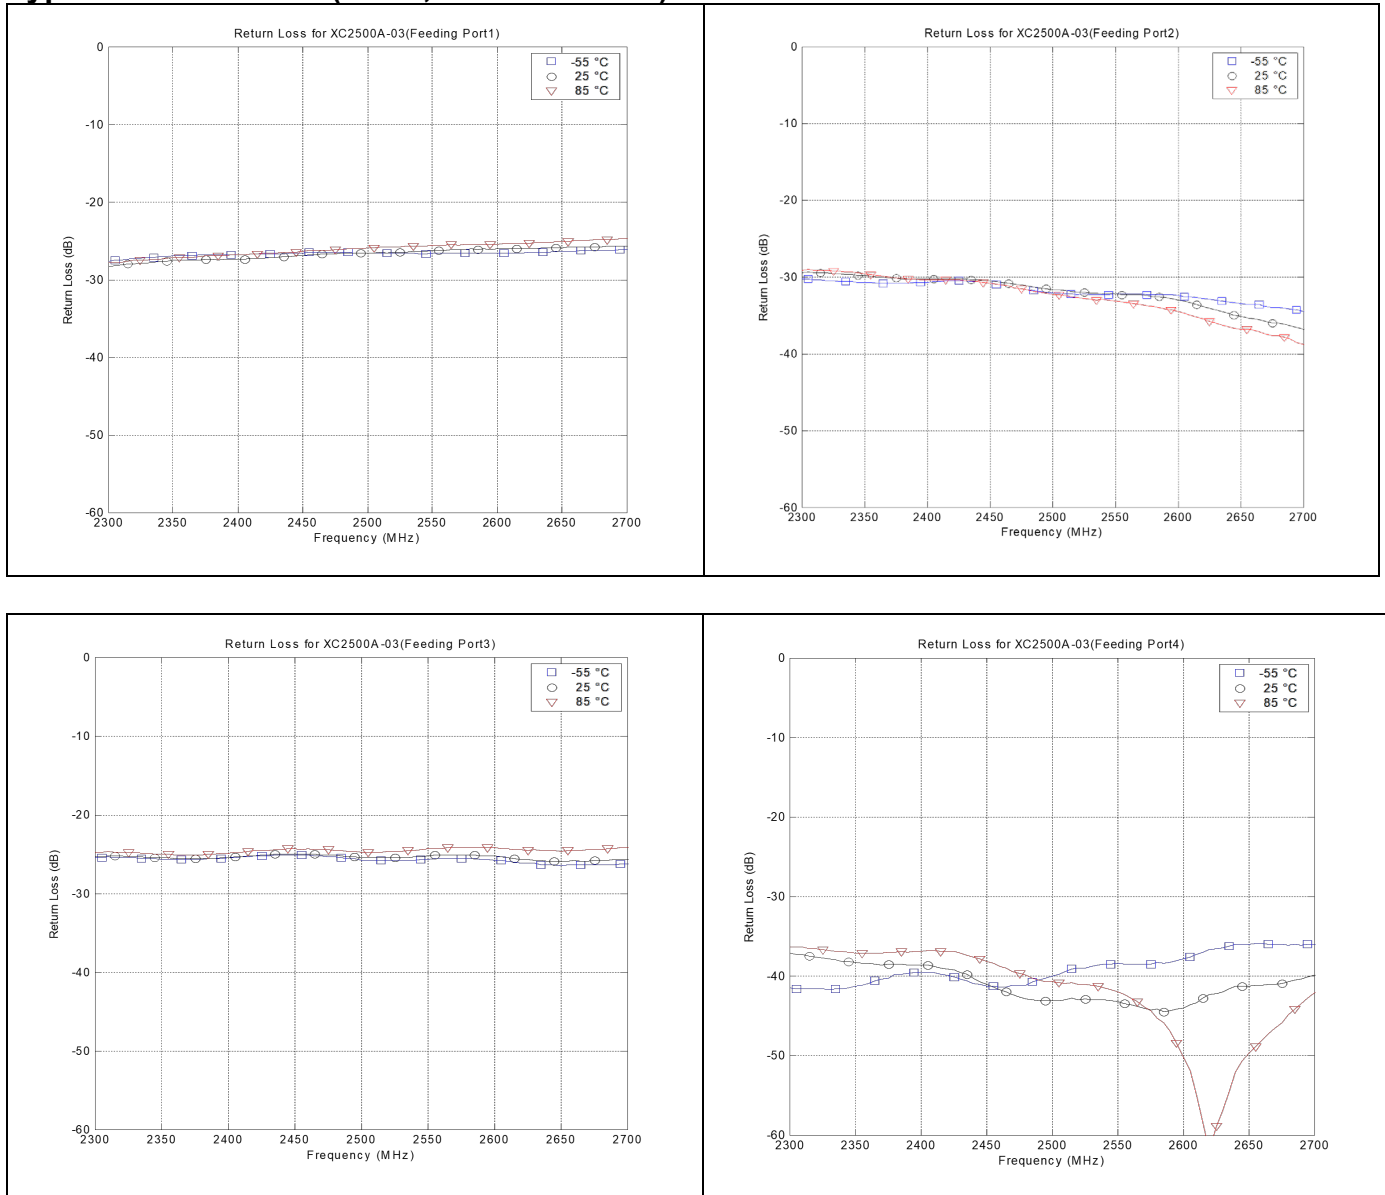 Return Loss for XC2500A-03(Feeding Port1)
-55 °C
25 °C
85 °C
0
-10
-20
-30
-40
-50
-60
Return Loss (dB)
2300 2350 2400 2450 2500 2550 2600 2650 2700
Frequency (MHz)
Return Loss for XC2500A-03(Feeding Port2)
-55 °C
25 °C
85 °C
0
-10
-20
-30
-40
-50
-60
Return Loss (dB)
2300 2350 2400 2450 2500 2550 2600 2650 2700
Frequency (MHz)
Return Loss for XC2500A-03(Feeding Port3)
-55 °C
25 °C
85 °C
0
-10
-20
-30
-40
-50
-60
Return Loss (dB)
2300 2350 2400 2450 2500 2550 2600 2650 2700
Frequency (MHz)
Return Loss for XC2500A-03(Feeding Port4)
-55 °C
25 °C
85 °C
0
-10
-20
-30
-40
-50
-60
Return Loss (dB)
2300 2350 2400 2450 2500 2550 2600 2650 2700
Frequency (MHz)